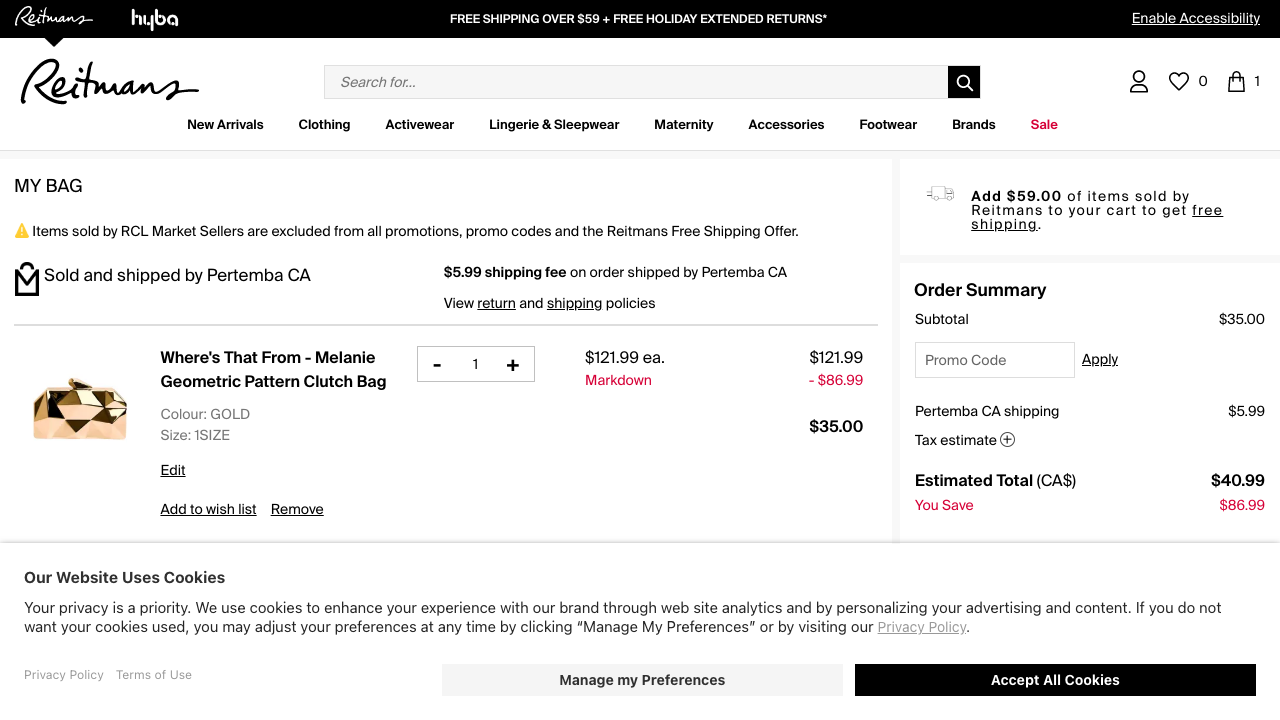 Reitmans
hyba
FREE SHIPPING OVER $59 + FREE HOLIDAY EXTENDED RETURNS*
Enable Accessibility
Reitmans
Search for...
0
1
New Arrivals
Clothing
Activewear
Lingerie & Sleepwear
Maternity
Accessories
Footwear
Brands
Sale
MY BAG
Items sold by RCL Market Sellers are excluded from all promotions, promo codes and the Reitmans Free Shipping Offer.
Sold and shipped by Pertemba CA
$5.99 shipping fee on order shipped by Pertemba CA
View return and shipping policies
Where's That From - Melanie
Geometric Pattern Clutch Bag
Colour: GOLD
Size: 1SIZE
Edit
Add to wish list
Remove
- 1 +
$121.99 ea.
$121.99
Markdown
- $86.99
$35.00
Add $59.00 of items sold by
Reitmans to your cart to get free
shipping.
Order Summary
Subtotal
$35.00
Promo Code
Apply
Pertemba CA shipping
$5.99
Tax estimate
Estimated Total (CA$)
$40.99
You Save
$86.99
Our Website Uses Cookies
Your privacy is a priority. We use cookies to enhance your experience with our brand through web site analytics and by personalizing your advertising and content. If you do not
want your cookies used, you may adjust your preferences at any time by clicking “Manage My Preferences” or by visiting our Privacy Policy.
Privacy Policy
Terms of Use
Manage my Preferences
Accept All Cookies